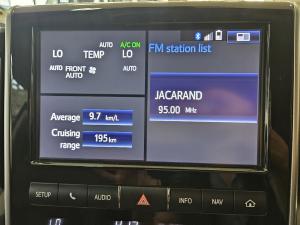 AUTO A/C ON
LO TEMP LO
AUTO FRONT AUTO
AUTO
FM station list
JACARAND
95.00 MHz
Average 9.7 km/L
Cruising range 195 km
SETUP AUDIO INFO NAV